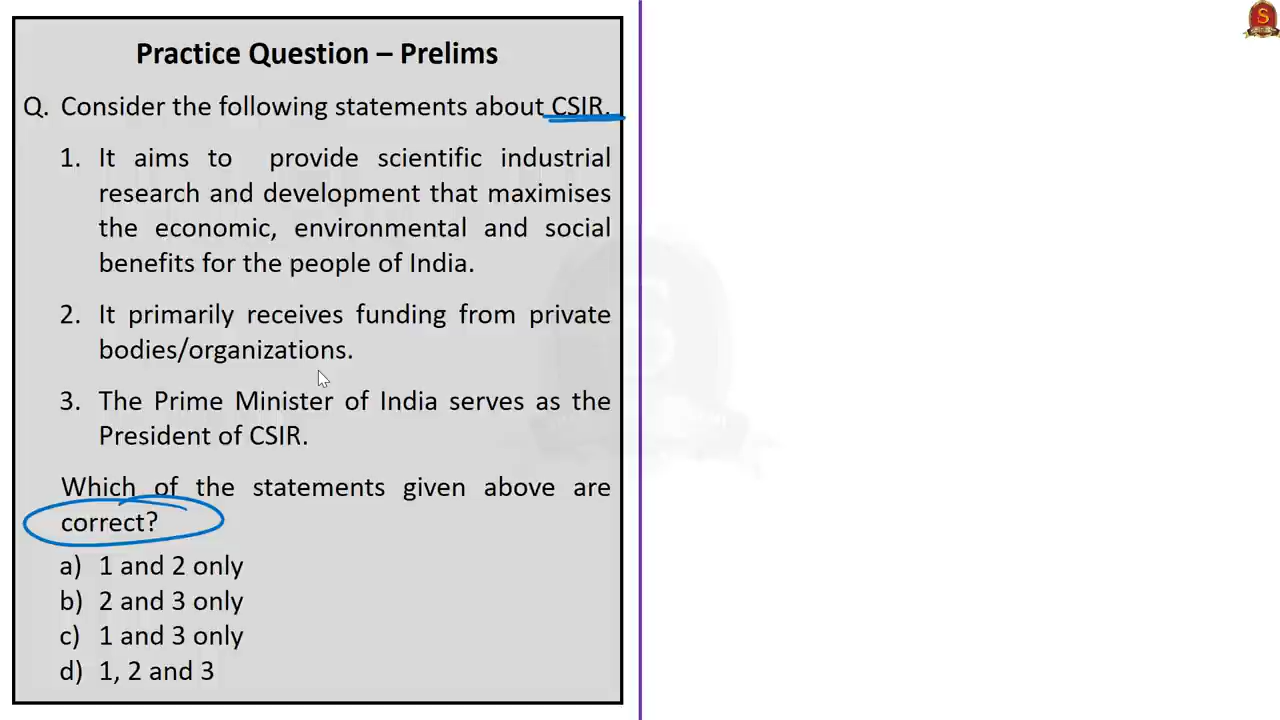 Practice Question – Prelims
Q. Consider the following statements about CSIR.
1. It aims to provide scientific industrial
research and development that maximises
the economic, environmental and social
benefits for the people of India.
2. It primarily receives funding from private
bodies/organizations.
3. The Prime Minister of India serves as the
President of CSIR.
Which of the statements given above are
correct?
a) 1 and 2 only
b) 2 and 3 only
c) 1 and 3 only
d) 1, 2 and 3
S